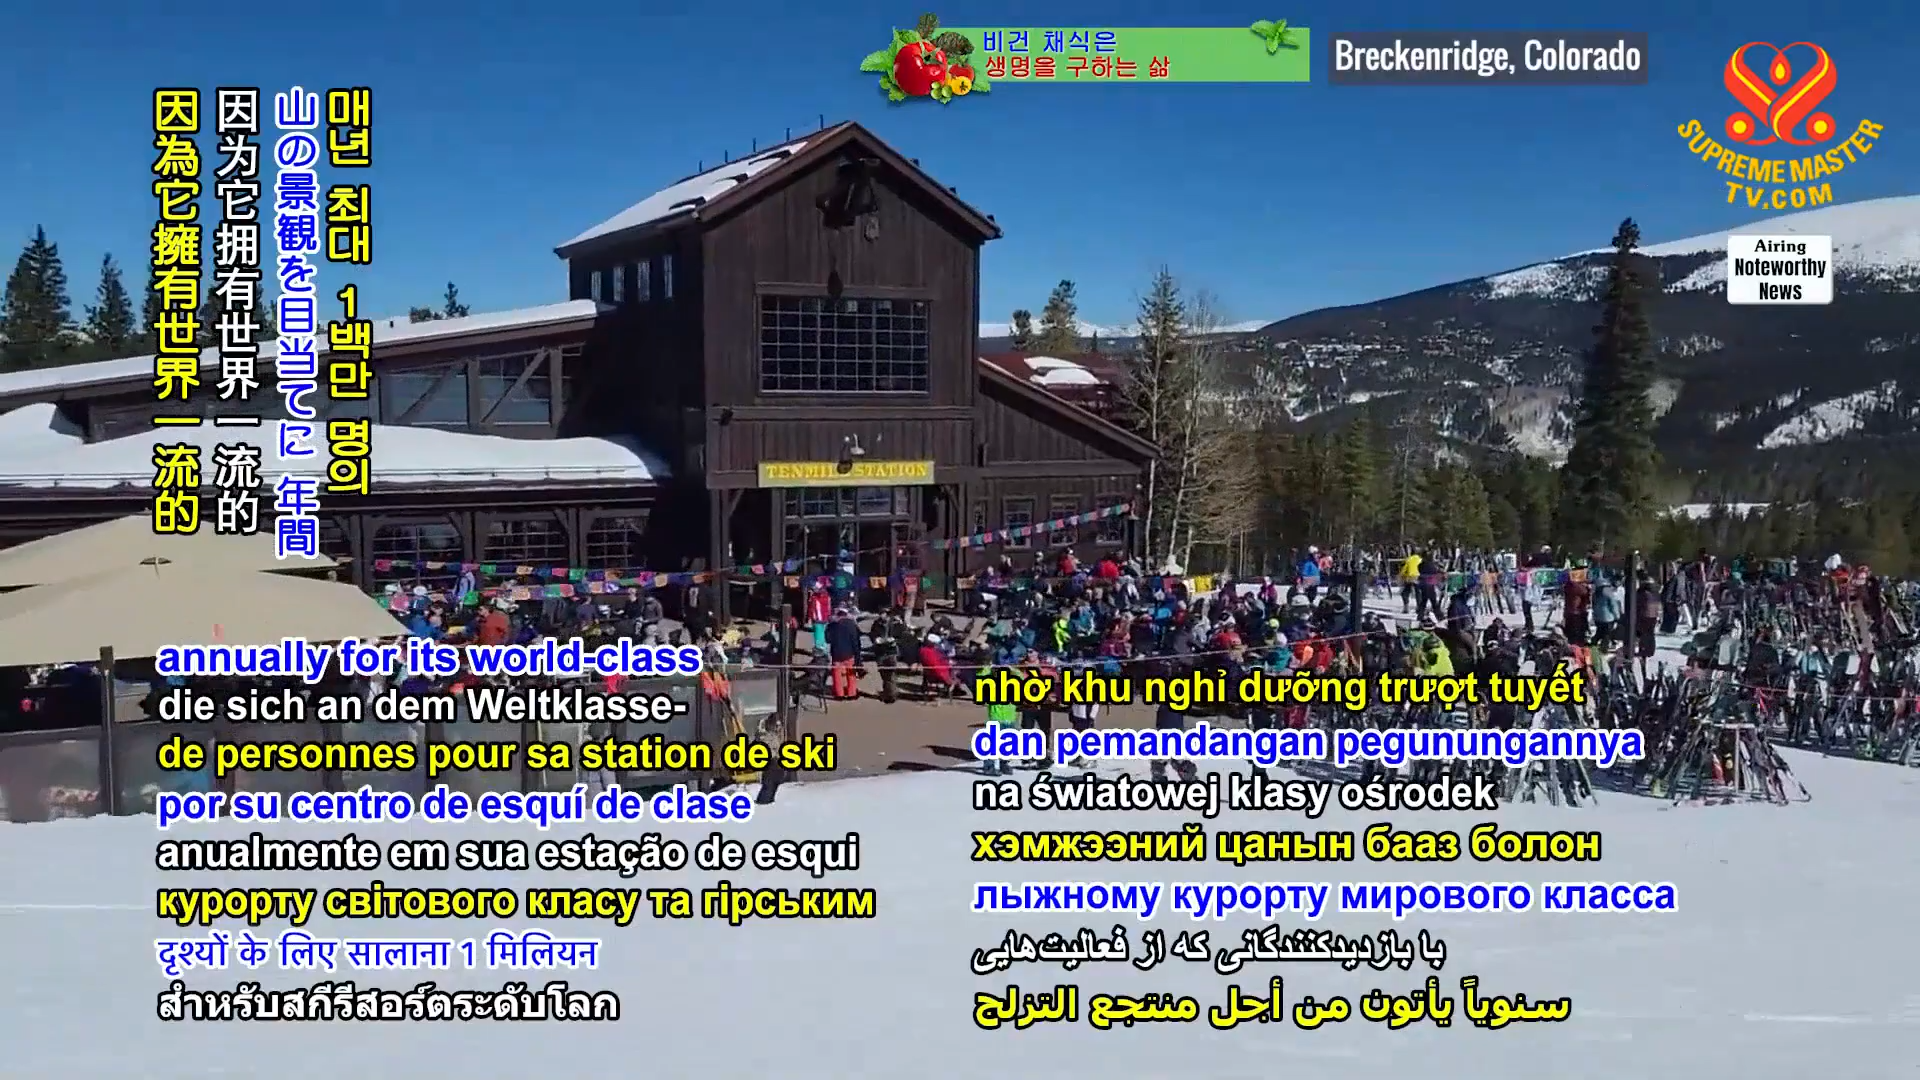 비건 채식은
생명을 구하는 삶
Breckenridge, Colorado
SUPREME MASTER
TV.COM
Airing
Noteworthy
News
매년 최대 1백만 명의
山の景観を目当てに 年間
因为它拥有世界一流的
因為它擁有世界一流的
TENMILE STATION
annually for its world-class
die sich an dem Weltklasse-
de personnes pour sa station de ski
por su centro de esquí de clase
anualmente em sua estação de esqui
курорту світового класу та гірським
दृश्यों के लिए सालाना 1 मिलियन
สำหรับสกีรีสอร์ตระดับโลก
nhờ khu nghỉ dưỡng trượt tuyết
dan pemandangan pegunungannya
na światowej klasy ośrodek
хэмжээний цанын бааз болон
лыжному курорту мирового класса
با بازدیدکنندگانی که از فعالیت‌هایی
سنوياً يأتون من أجل منتجع التزلج